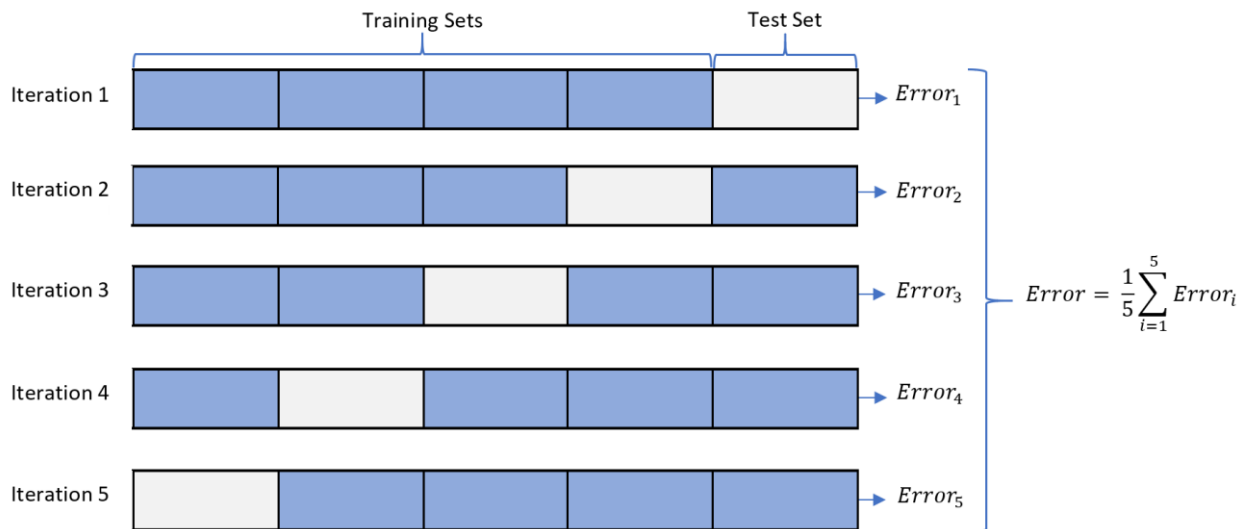 Training Sets
Test Set
Iteration 1
Error₁
Iteration 2
Error₂
Iteration 3
Error₃
Iteration 4
Error₄
Iteration 5
Error₅
Error = 1/5 ∑_{i=1}^{5} Errorᵢ